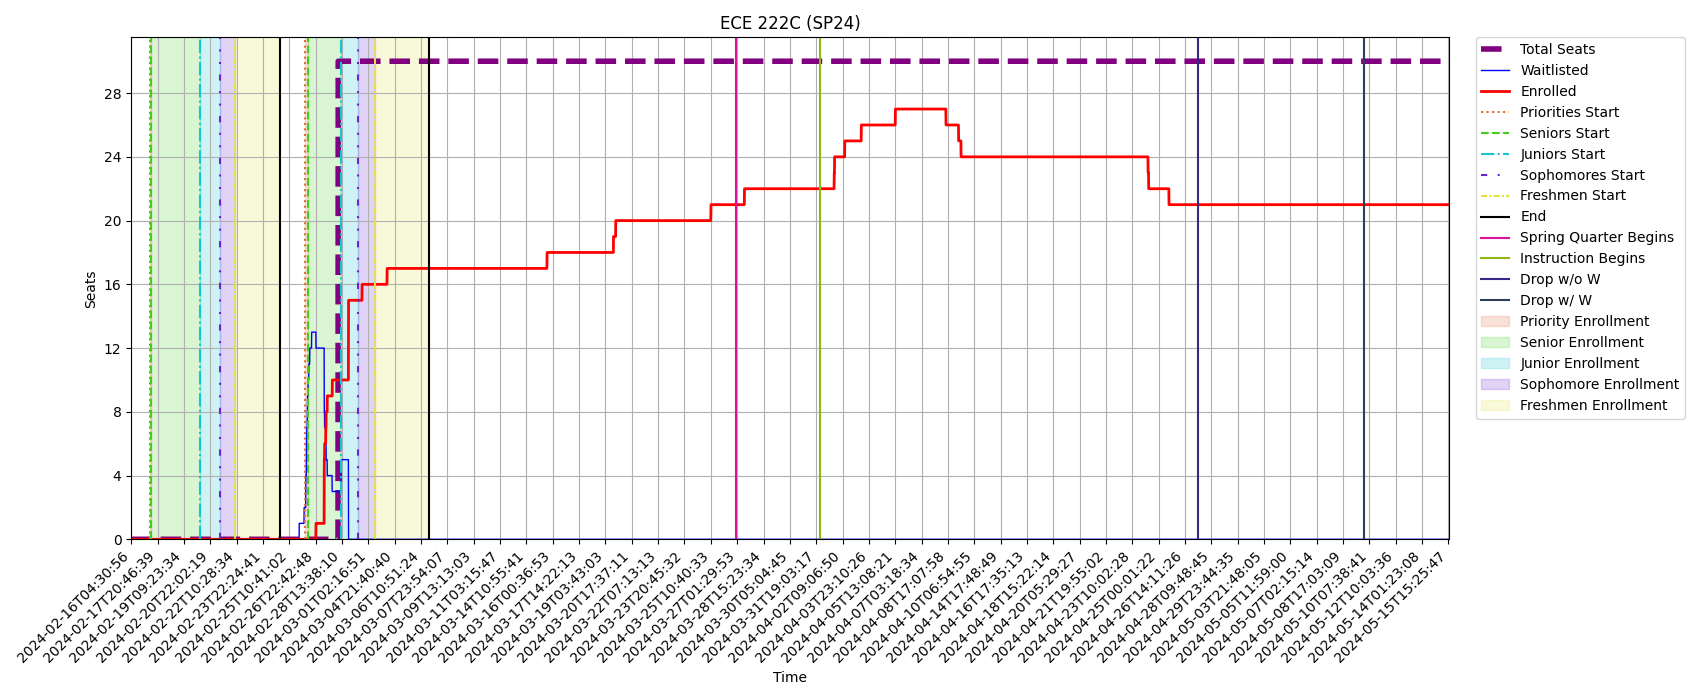 ECE 222C (SP24)
Seats
28
24
20
16
12
8
4
0
2024-02-16T04:30:56
2024-02-17T20:46:39
2024-02-19T09:23:34
2024-02-20T22:02:19
2024-02-22T10:28:34
2024-02-23T22:24:41
2024-02-25T10:41:02
2024-02-26T22:42:48
2024-02-28T13:38:10
2024-03-01T02:16:51
2024-03-04T21:40:40
2024-03-06T10:51:24
2024-03-07T23:54:07
2024-03-09T13:13:03
2024-03-11T03:15:47
2024-03-14T10:55:41
2024-03-16T00:36:53
2024-03-17T14:22:13
2024-03-19T03:43:03
2024-03-20T17:37:11
2024-03-22T07:13:13
2024-03-23T20:45:32
2024-03-25T10:40:33
2024-03-27T01:29:53
2024-03-28T15:23:34
2024-03-30T05:04:45
2024-03-31T19:03:17
2024-04-02T09:06:50
2024-04-03T23:10:26
2024-04-05T13:08:21
2024-04-07T03:18:34
2024-04-08T17:07:58
2024-04-10T06:54:55
2024-04-14T17:48:49
2024-04-16T17:35:13
2024-04-18T15:22:14
2024-04-20T05:29:27
2024-04-21T19:55:02
2024-04-23T10:02:28
2024-04-25T00:01:22
2024-04-26T14:11:26
2024-04-28T09:48:45
2024-04-29T23:44:35
2024-05-03T21:48:05
2024-05-05T11:59:00
2024-05-07T02:15:14
2024-05-08T17:03:09
2024-05-10T07:38:41
2024-05-12T10:03:36
2024-05-14T01:23:08
2024-05-15T15:25:47
Time
Total Seats
Waitlisted
Enrolled
Priorities Start
Seniors Start
Juniors Start
Sophomores Start
Freshmen Start
End
Spring Quarter Begins
Instruction Begins
Drop w/o W
Drop w/ W
Priority Enrollment
Senior Enrollment
Junior Enrollment
Sophomore Enrollment
Freshmen Enrollment